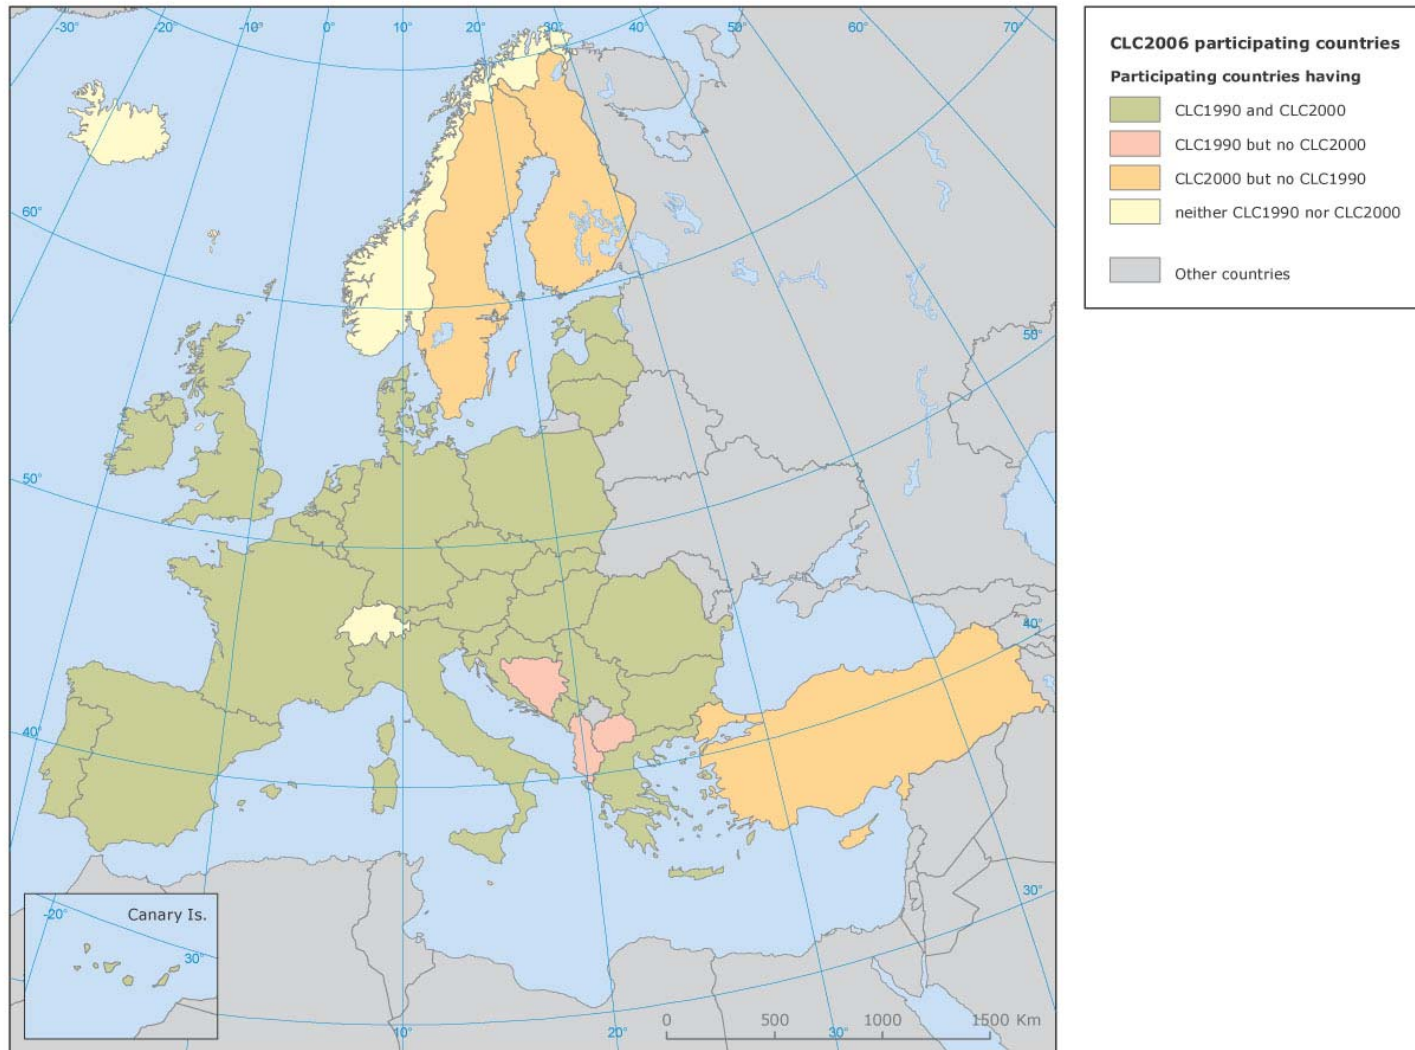 -30° -20° -10° 0° 10° 20° 30° 40° 50° 60° 70°
CLC2006 participating countries
Participating countries having
CLC1990 and CLC2000
CLC1990 but no CLC2000
CLC2000 but no CLC1990
neither CLC1990 nor CLC2000
Other countries
60°
50°
50°
40°
40°
30°
Canary Is.
-20°
30°
10°
20°
30°
0 500 1000 1500 Km